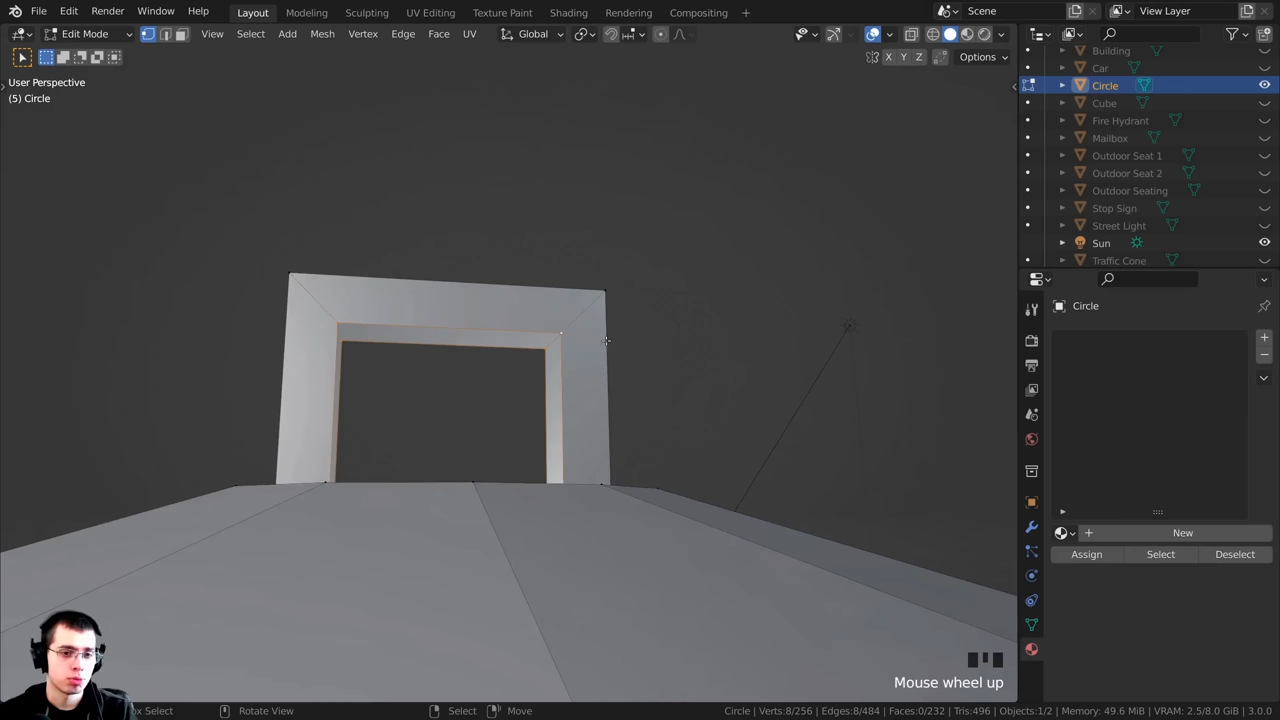 File Edit Render Window Help Layout Modeling Sculpting UV Editing Texture Paint Shading Rendering Compositing + Scene View Layer
Edit Mode View Select Add Mesh Vertex Edge Face UV Global
X Y Z Options
User Perspective
(5) Circle
Building
Car
Circle
Cube
Fire Hydrant
Mailbox
Outdoor Seat 1
Outdoor Seat 2
Outdoor Seating
Stop Sign
Street Light
Sun
Traffic Cone
Circle
New
Assign Select Deselect
Mouse wheel up
Box Select Rotate View Select Move Circle | Verts:8/256 | Edges:8/484 | Faces:0/232 | Tris:496 | Objects:1/2 | Memory: 49.6 MiB | VRAM: 2.5/8.0 GiB | 3.0.0